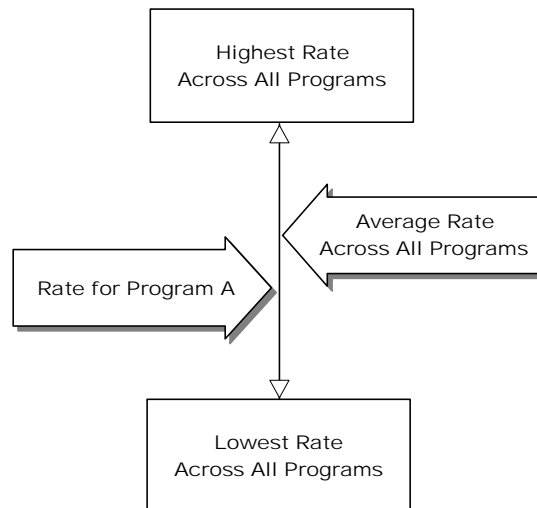 Highest Rate
Across All Programs
Average Rate
Across All Programs
Rate for Program A
Lowest Rate
Across All Programs